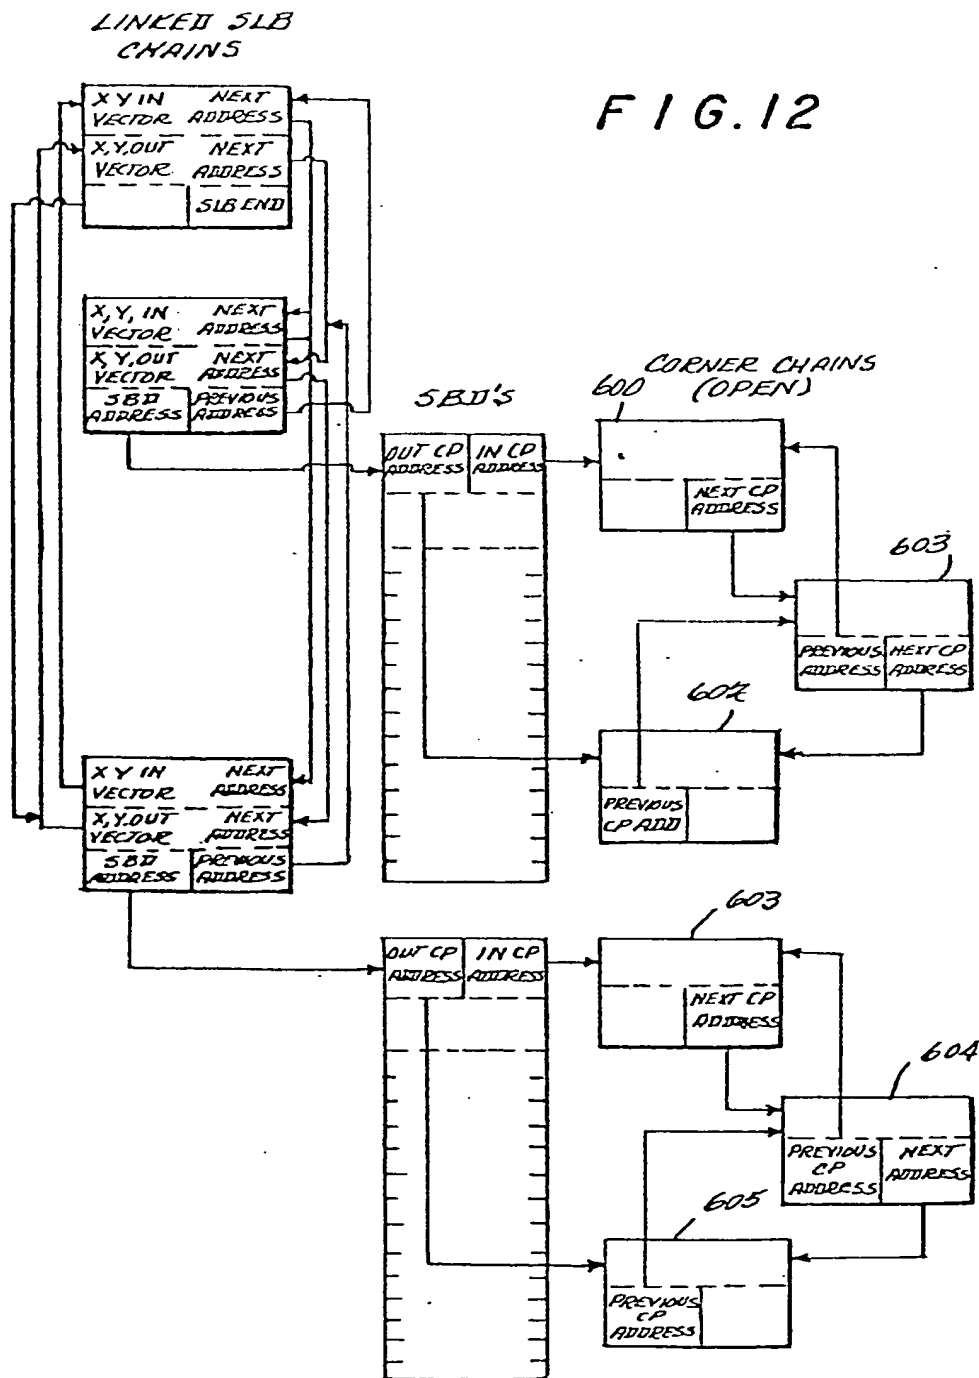 LINKED SLB
CHAINS
FIG.12
X Y IN NEXT
VECTOR ADDRESS
X,Y,OUT NEXT
VECTOR ADDRESS
SLB END
X,Y, IN NEXT
VECTOR ADDRESS
X,Y,OUT NEXT
VECTOR ADDRESS
SBD PREVIOUS
ADDRESS ADDRESS
SBD'S
CORNER CHAINS
600 (OPEN)
OUT CP IN CP
ADDRESS ADDRESS
NEXT CP
ADDRESS
603
PREVIOUS NEXT CP
ADDRESS ADDRESS
602
PREVIOUS
CP ADD
X Y IN NEXT
VECTOR ADDRESS
X,Y,OUT NEXT
VECTOR ADDRESS
SBD PREVIOUS
ADDRESS ADDRESS
OUT CP IN CP
ADDRESS ADDRESS
603
NEXT CP
ADDRESS
604
PREVIOUS NEXT
CP ADDRESS
ADDRESS
605
PREVIOUS
CP
ADDRESS